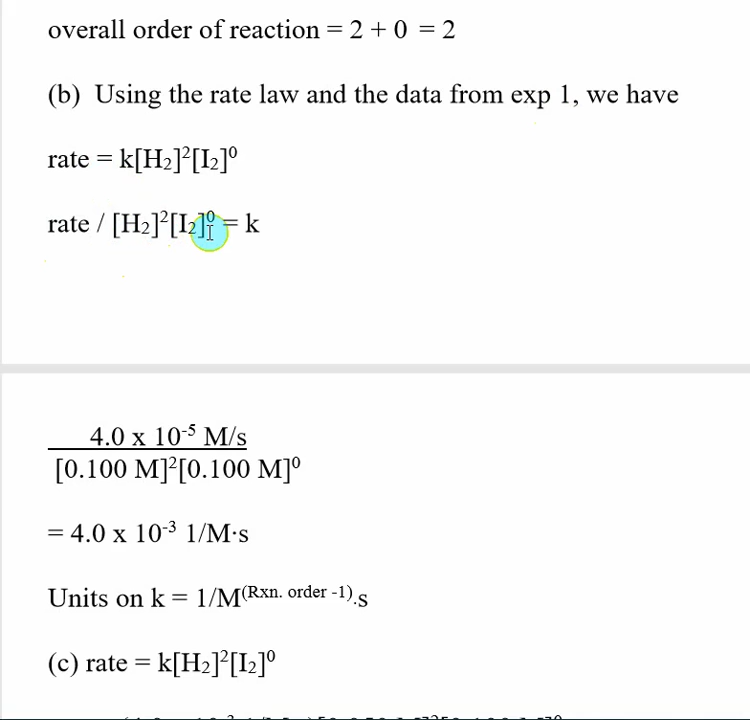 overall order of reaction = 2 + 0 = 2
(b) Using the rate law and the data from exp 1, we have
rate = k[H₂]²[I₂]⁰
rate / [H₂]²[I₂]⁰ = k
4.0 x 10⁻⁵ M/s
[0.100 M]²[0.100 M]⁰
= 4.0 x 10⁻³ 1/M·s
Units on k = 1/M⁽ᴿˣⁿ· ᵒʳᵈᵉʳ ⁻¹⁾·s
(c) rate = k[H₂]²[I₂]⁰